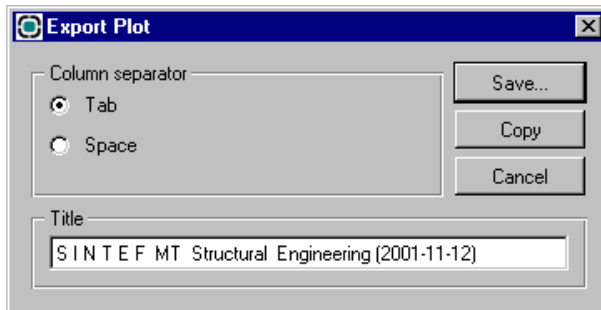 Export Plot
Column separator
Tab
Space
Save...
Copy
Cancel
Title
S I N T E F MT Structural Engineering (2001-11-12)